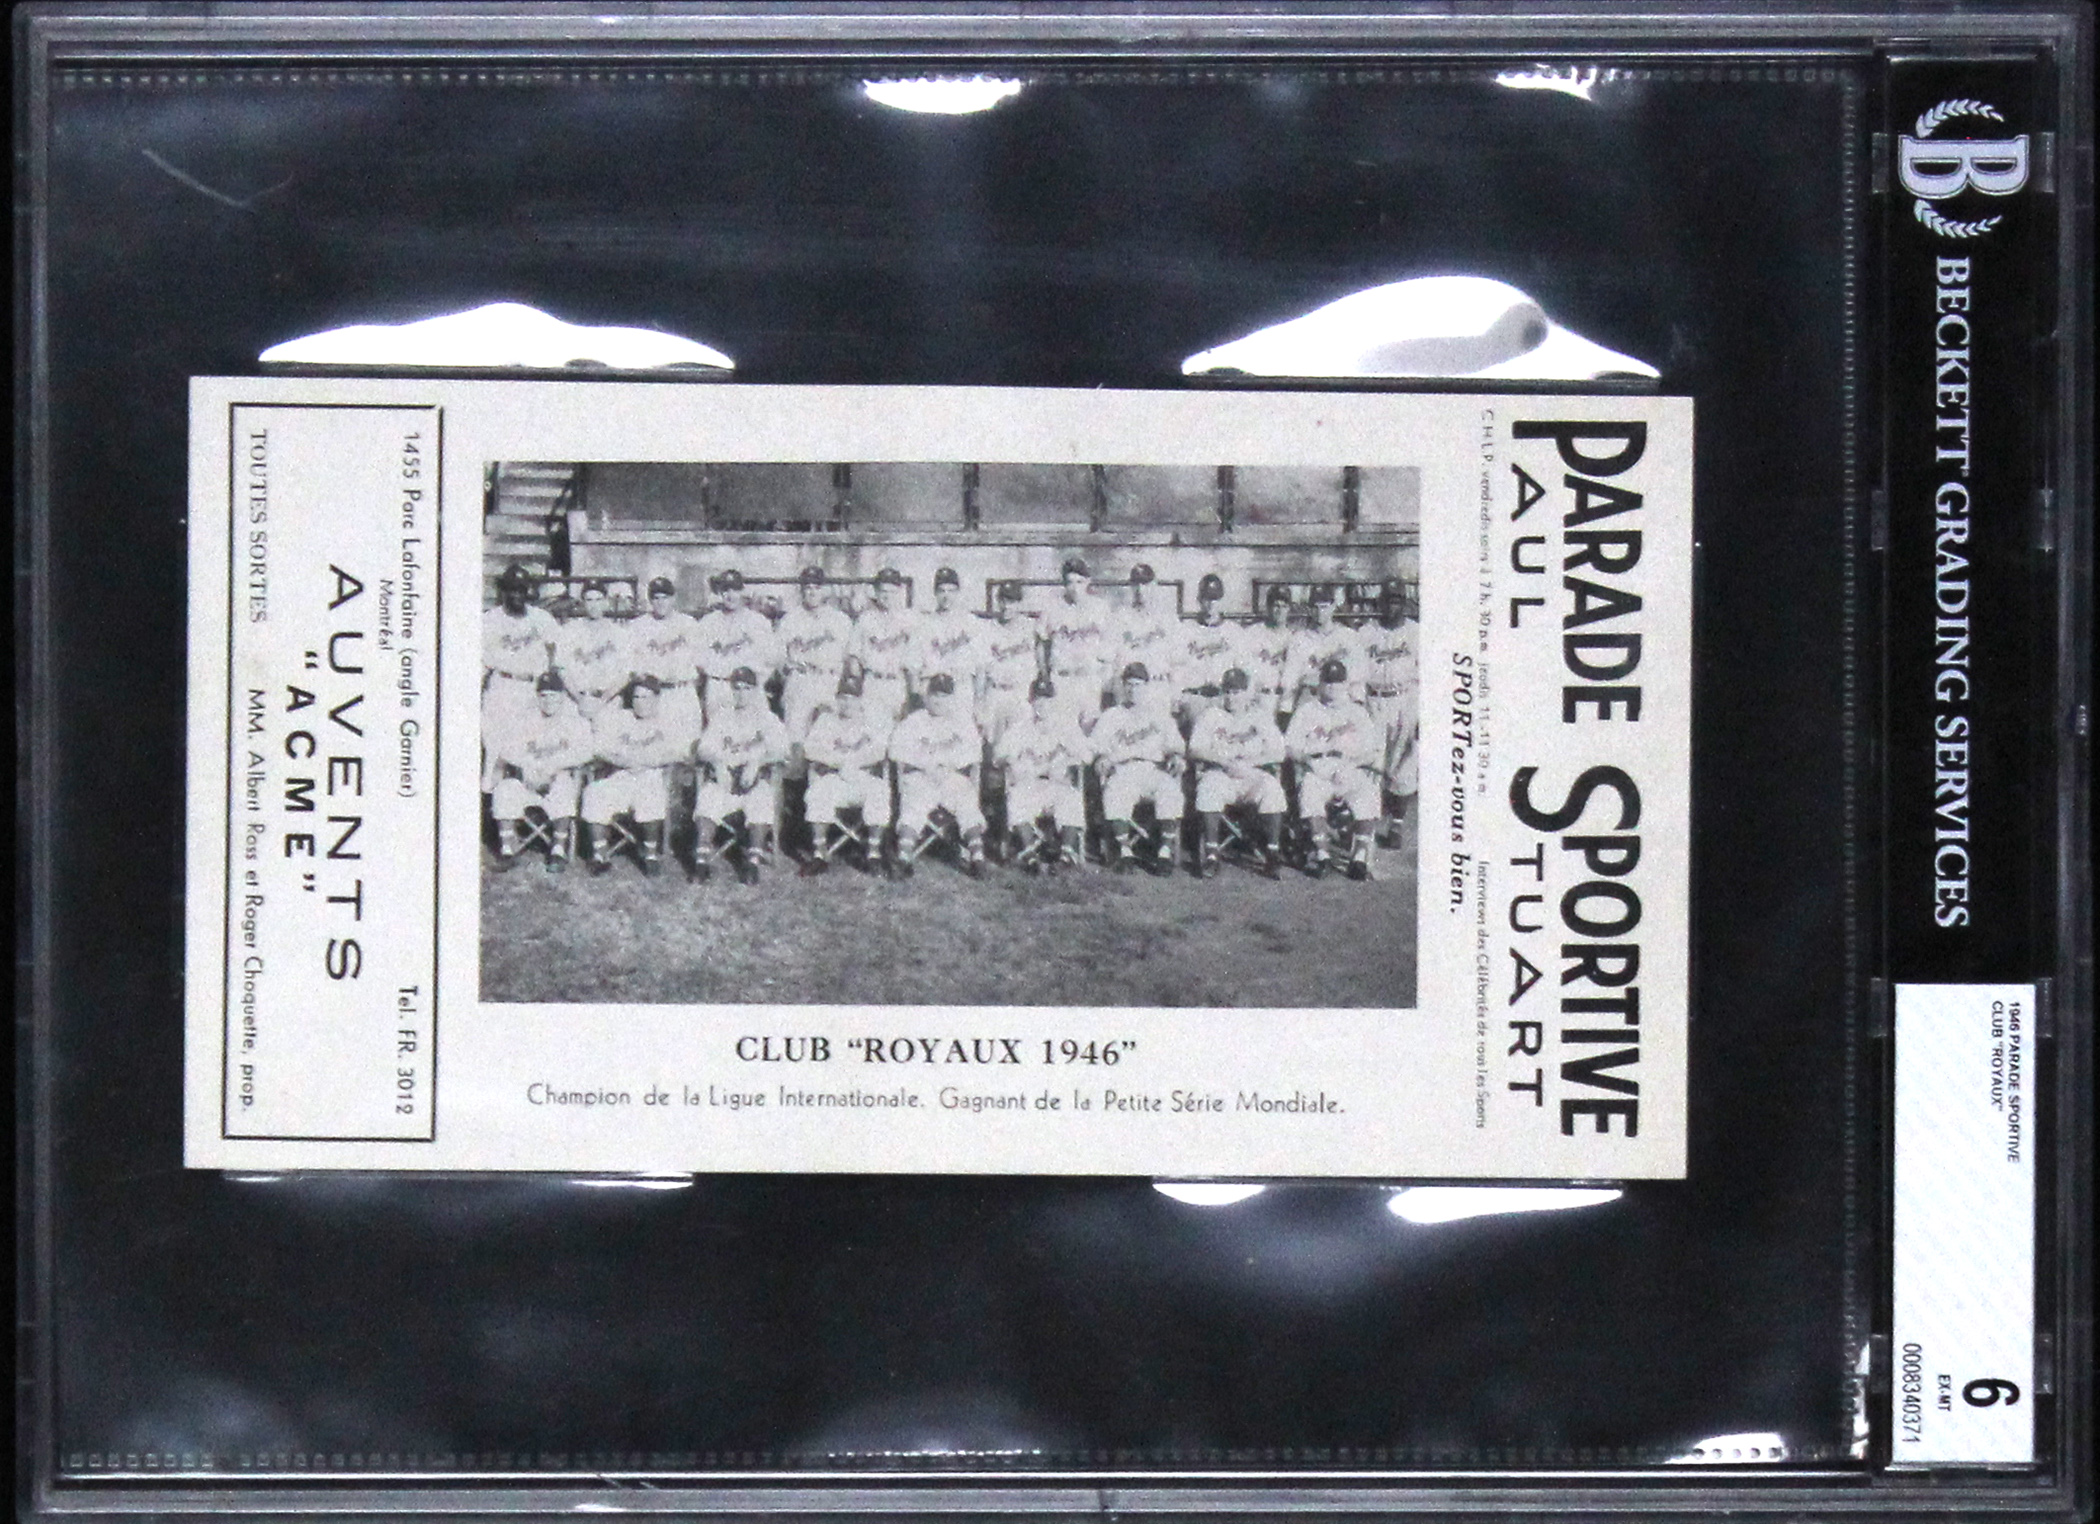 BECKETT GRADING SERVICES
1946 PARADE SPORTIVE
CLUB "ROYAUX"
6
EX-MT
0008340371
PARADE SPORTIVE
PAUL STUART
C.H.L.P. vendredis soirs à 7 h. 30 p.m. jeudis 11 - 11.30 a.m. Interviews des Célébrités de tous les Sports
SPORTez-vous bien.
Royals
CLUB “ROYAUX 1946”
Champion de la Ligue Internationale. Gagnant de la Petite Série Mondiale.
1455 Parc Lafontaine (angle Garnier) Tel. FR. 3012
Montréal
AUVENTS
“ACME”
TOUTES SORTES MM. Albert Ross et Roger Choquette, prop.